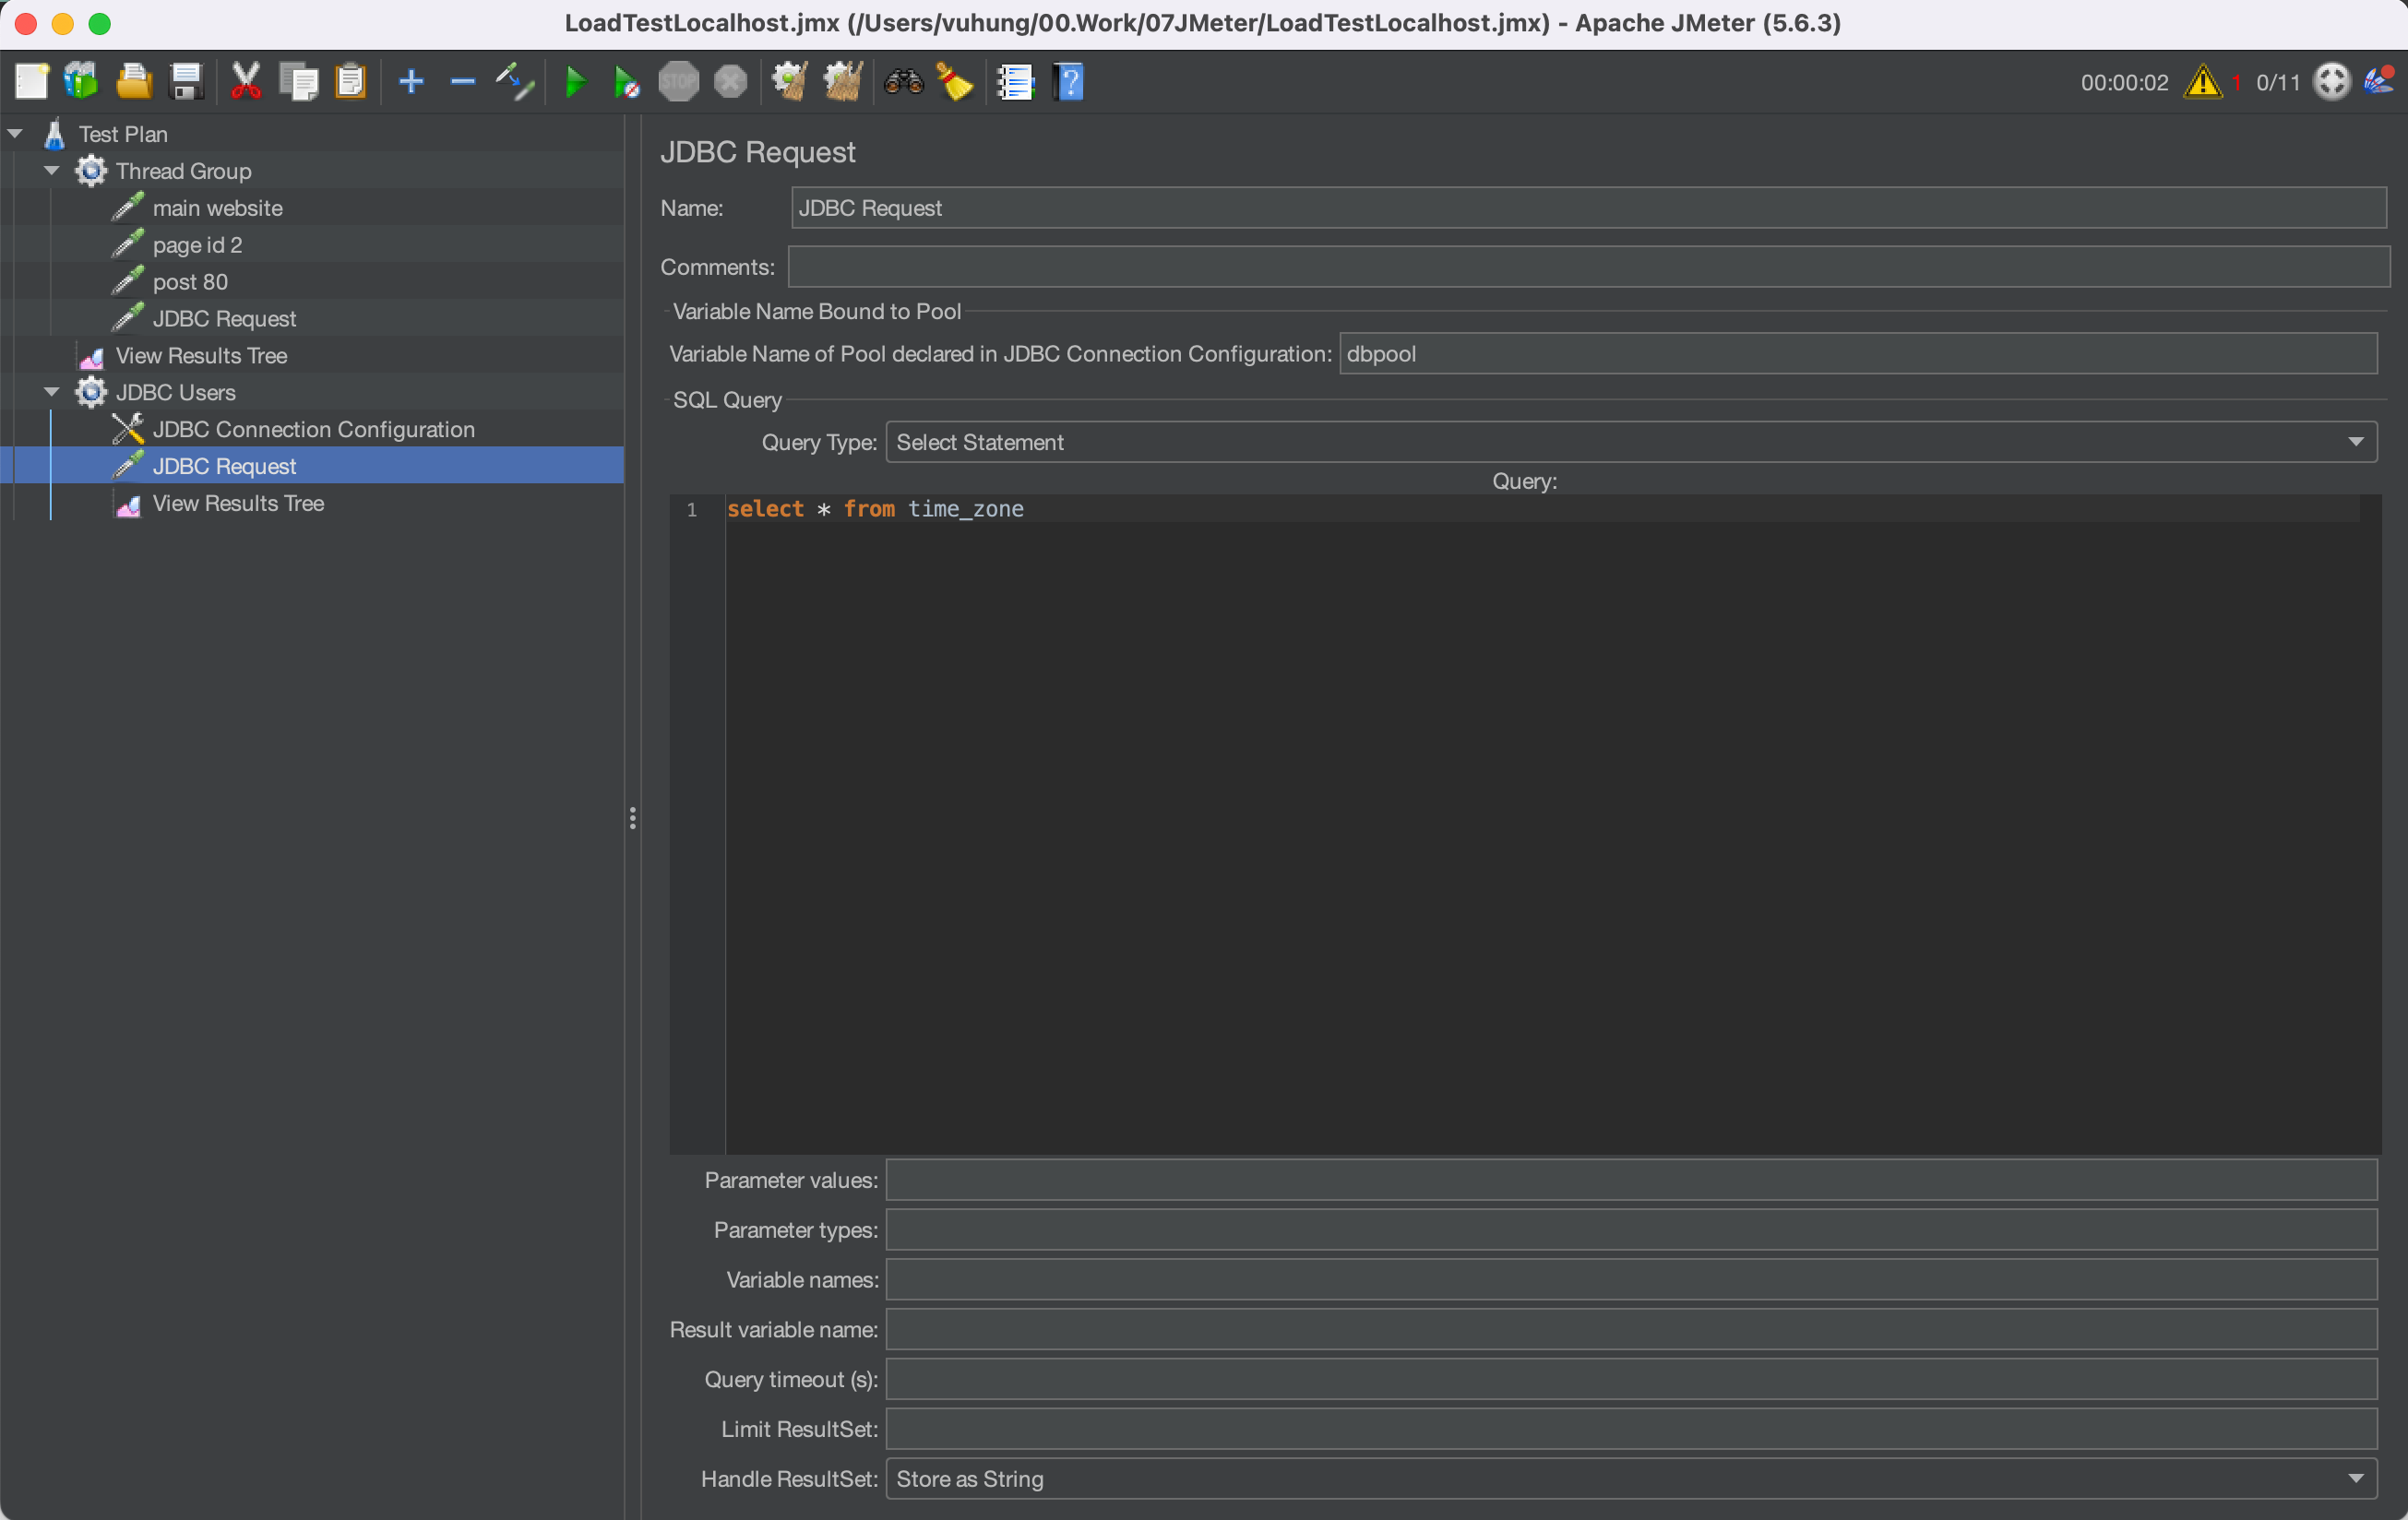 LoadTestLocalhost.jmx (/Users/vuhung/00.Work/07JMeter/LoadTestLocalhost.jmx) - Apache JMeter (5.6.3)
STOP
?
00:00:02 1 0/11
Test Plan
Thread Group
main website
page id 2
post 80
JDBC Request
View Results Tree
JDBC Users
JDBC Connection Configuration
JDBC Request
View Results Tree
JDBC Request
Name: JDBC Request
Comments:
Variable Name Bound to Pool
Variable Name of Pool declared in JDBC Connection Configuration: dbpool
SQL Query
Query Type: Select Statement
Query:
1 select * from time_zone
Parameter values:
Parameter types:
Variable names:
Result variable name:
Query timeout (s):
Limit ResultSet:
Handle ResultSet: Store as String